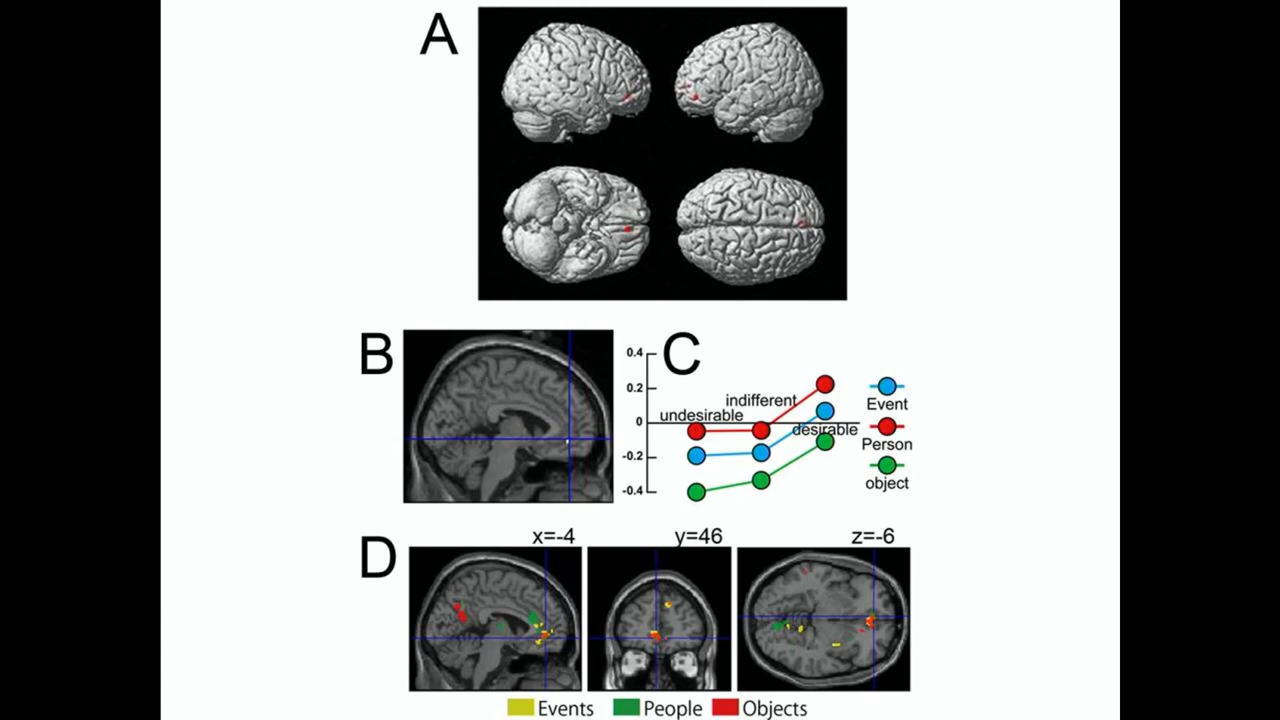 A
B
C
0.4
0.2
0
-0.2
-0.4
undesirable
indifferent
desirable
Event
Person
object
D
x=-4
y=46
z=-6
Events People Objects